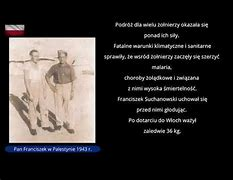 Podróż dla wielu żołnierzy okazała się
ponad ich siły.
Fatalne warunki klimatyczne i sanitarne
sprawiły, że wśród żołnierzy zaczęły się szerzyć
malaria,
choroby żołądkowe i związana
z nimi wysoka śmiertelność.
Franciszek Suchanowski uchował się
przed nimi głodując.
Po dotarciu do Włoch ważył
zaledwie 36 kg.
Pan Franciszek w Palestynie 1943 r.